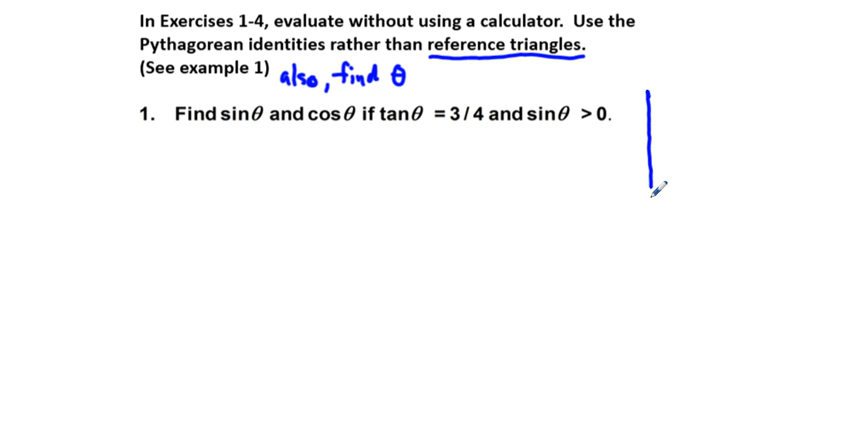 In Exercises 1-4, evaluate without using a calculator. Use the
Pythagorean identities rather than reference triangles.
(See example 1) also, find θ
1. Find sinθ and cosθ if tanθ = 3/4 and sinθ > 0.